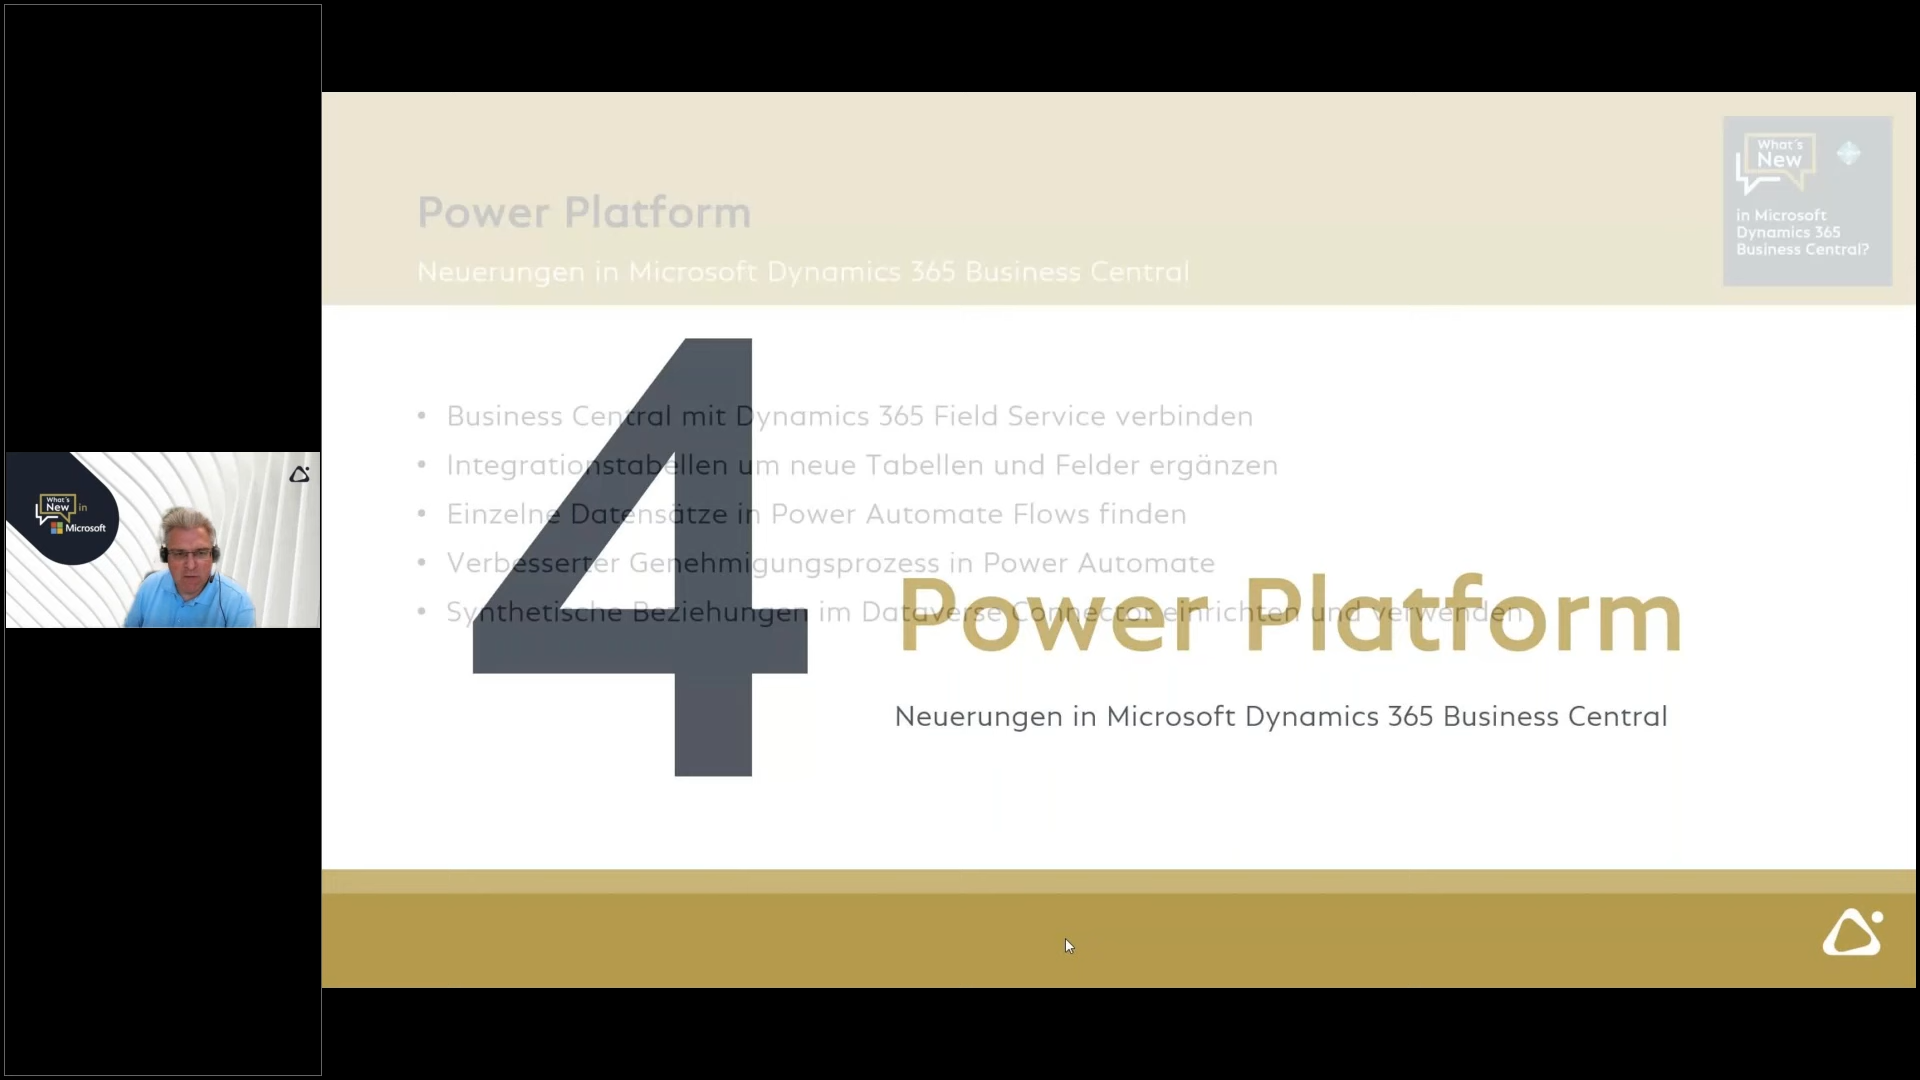 What's
New in
Microsoft
Power Platform
Neuerungen in Microsoft Dynamics 365 Business Central
What's
New
in Microsoft
Dynamics 365
Business Central?
• Business Central mit Dynamics 365 Field Service verbinden
• Integrationstabellen um neue Tabellen und Felder ergänzen
• Einzelne Datensätze in Power Automate Flows finden
• Verbesserter Genehmigungsprozess in Power Automate
• Synthetische Beziehungen im Dataverse Connector einrichten und verwenden
4
Power Platform
Neuerungen in Microsoft Dynamics 365 Business Central